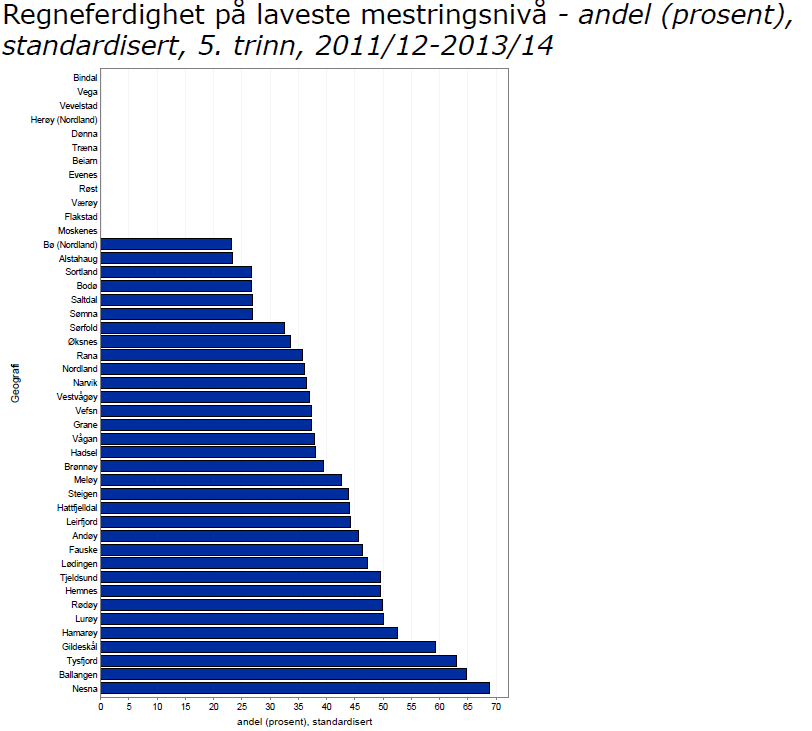 Regneferdighet på laveste mestringsnivå - andel (prosent),
standardisert, 5. trinn, 2011/12-2013/14
Bindal
Vega
Vevelstad
Herøy (Nordland)
Dønna
Træna
Beiarn
Evenes
Røst
Værøy
Flakstad
Moskenes
Bø (Nordland)
Alstahaug
Sortland
Bodø
Saltdal
Sømna
Sørfold
Øksnes
Rana
Nordland
Narvik
Vestvågøy
Vefsn
Grane
Vågan
Hadsel
Brønnøy
Meløy
Steigen
Hattfjelldal
Leirfjord
Andøy
Fauske
Lødingen
Tjeldsund
Hemnes
Rødøy
Lurøy
Hamarøy
Gildeskål
Tysfjord
Ballangen
Nesna
Geografi
0 5 10 15 20 25 30 35 40 45 50 55 60 65 70
andel (prosent), standardisert